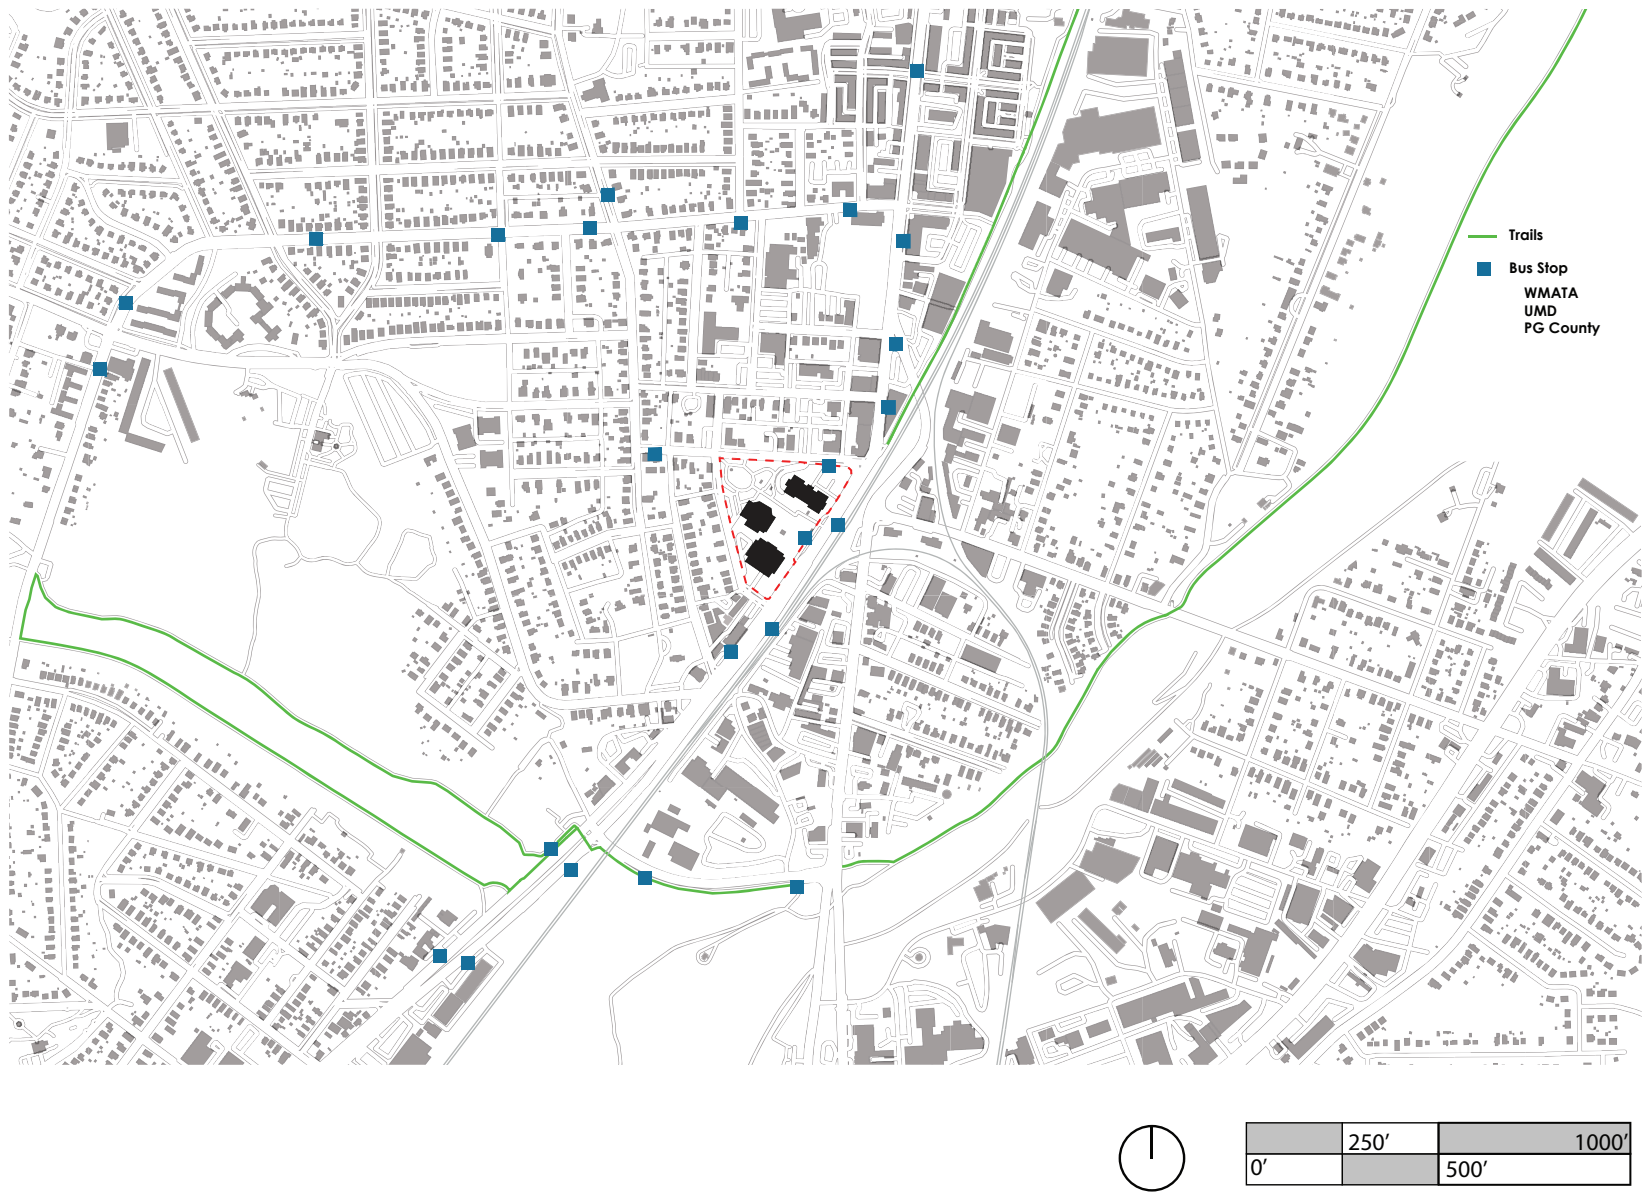 Trails
Bus Stop
WMATA
UMD
PG County
250’ 1000’
0’ 500’